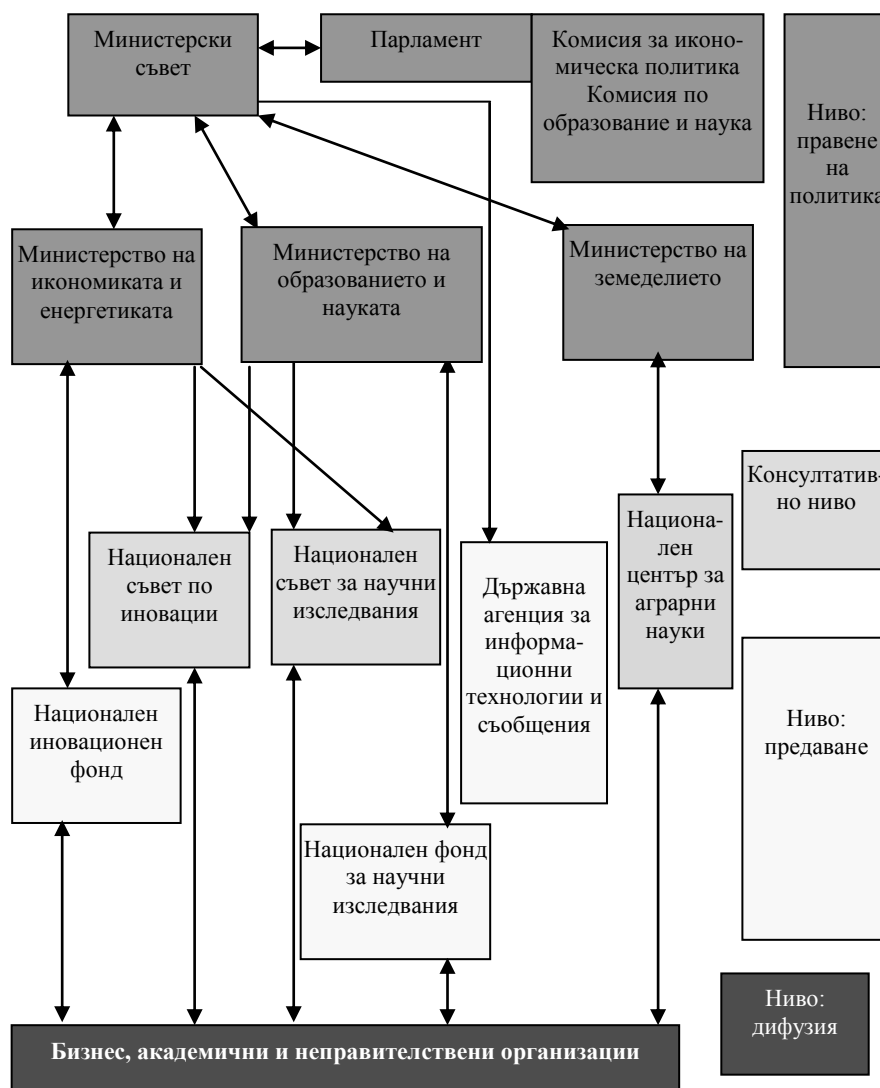 Министерски
съвет
Парламент
Комисия за иконо-
мическа политика
Комисия по
образование и наука
Ниво:
правене
на
политика
Министерство на
икономиката и
енергетиката
Министерство на
образованието и
науката
Министерство на
земеделието
Консултатив-
но ниво
Национален
съвет по
иновации
Национален
съвет за научни
изследвания
Държавна
агенция за
информа-
ционни
технологии и
съобщения
Национа-
лен
център за
аграрни
науки
Национален
иновационен
фонд
Ниво:
предаване
Национален фонд
за научни
изследвания
Ниво:
дифузия
Бизнес, академични и неправителствени организации